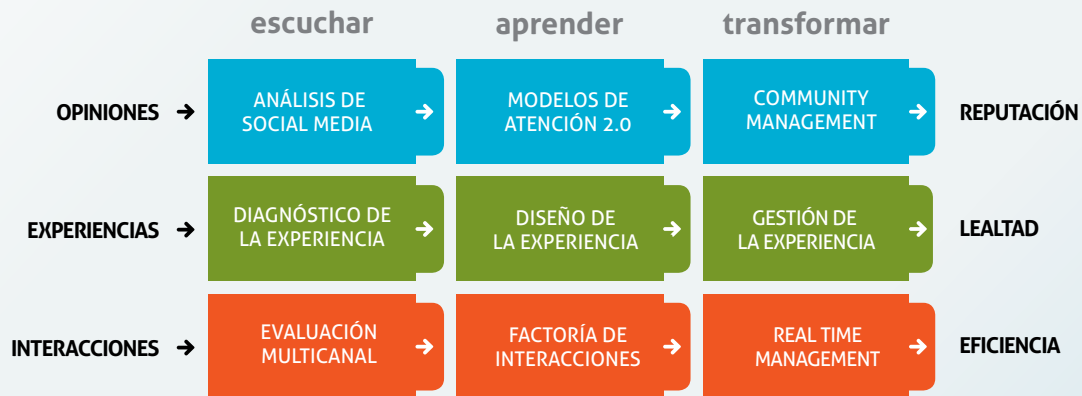 escuchar aprender transformar
OPINIONES → ANÁLISIS DE → MODELOS DE → COMMUNITY → REPUTACIÓN
SOCIAL MEDIA ATENCIÓN 2.0 MANAGEMENT
EXPERIENCIAS → DIAGNÓSTICO DE → DISEÑO DE → GESTIÓN DE → LEALTAD
LA EXPERIENCIA LA EXPERIENCIA LA EXPERIENCIA
INTERACCIONES → EVALUACIÓN → FACTORÍA DE → REAL TIME → EFICIENCIA
MULTICANAL INTERACCIONES MANAGEMENT